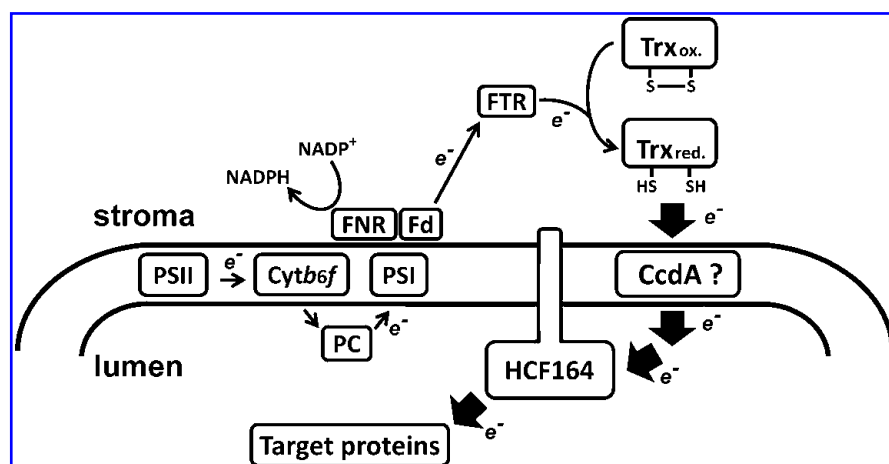 Trx ox.
S S
FTR
e⁻
Trx red.
HS SH
e⁻
NADP⁺
NADPH
e⁻
stroma
FNR Fd
PSII
e⁻
Cytb6f
PSI
CcdA ?
PC
e⁻
e⁻
lumen
HCF164
e⁻
Target proteins
e⁻